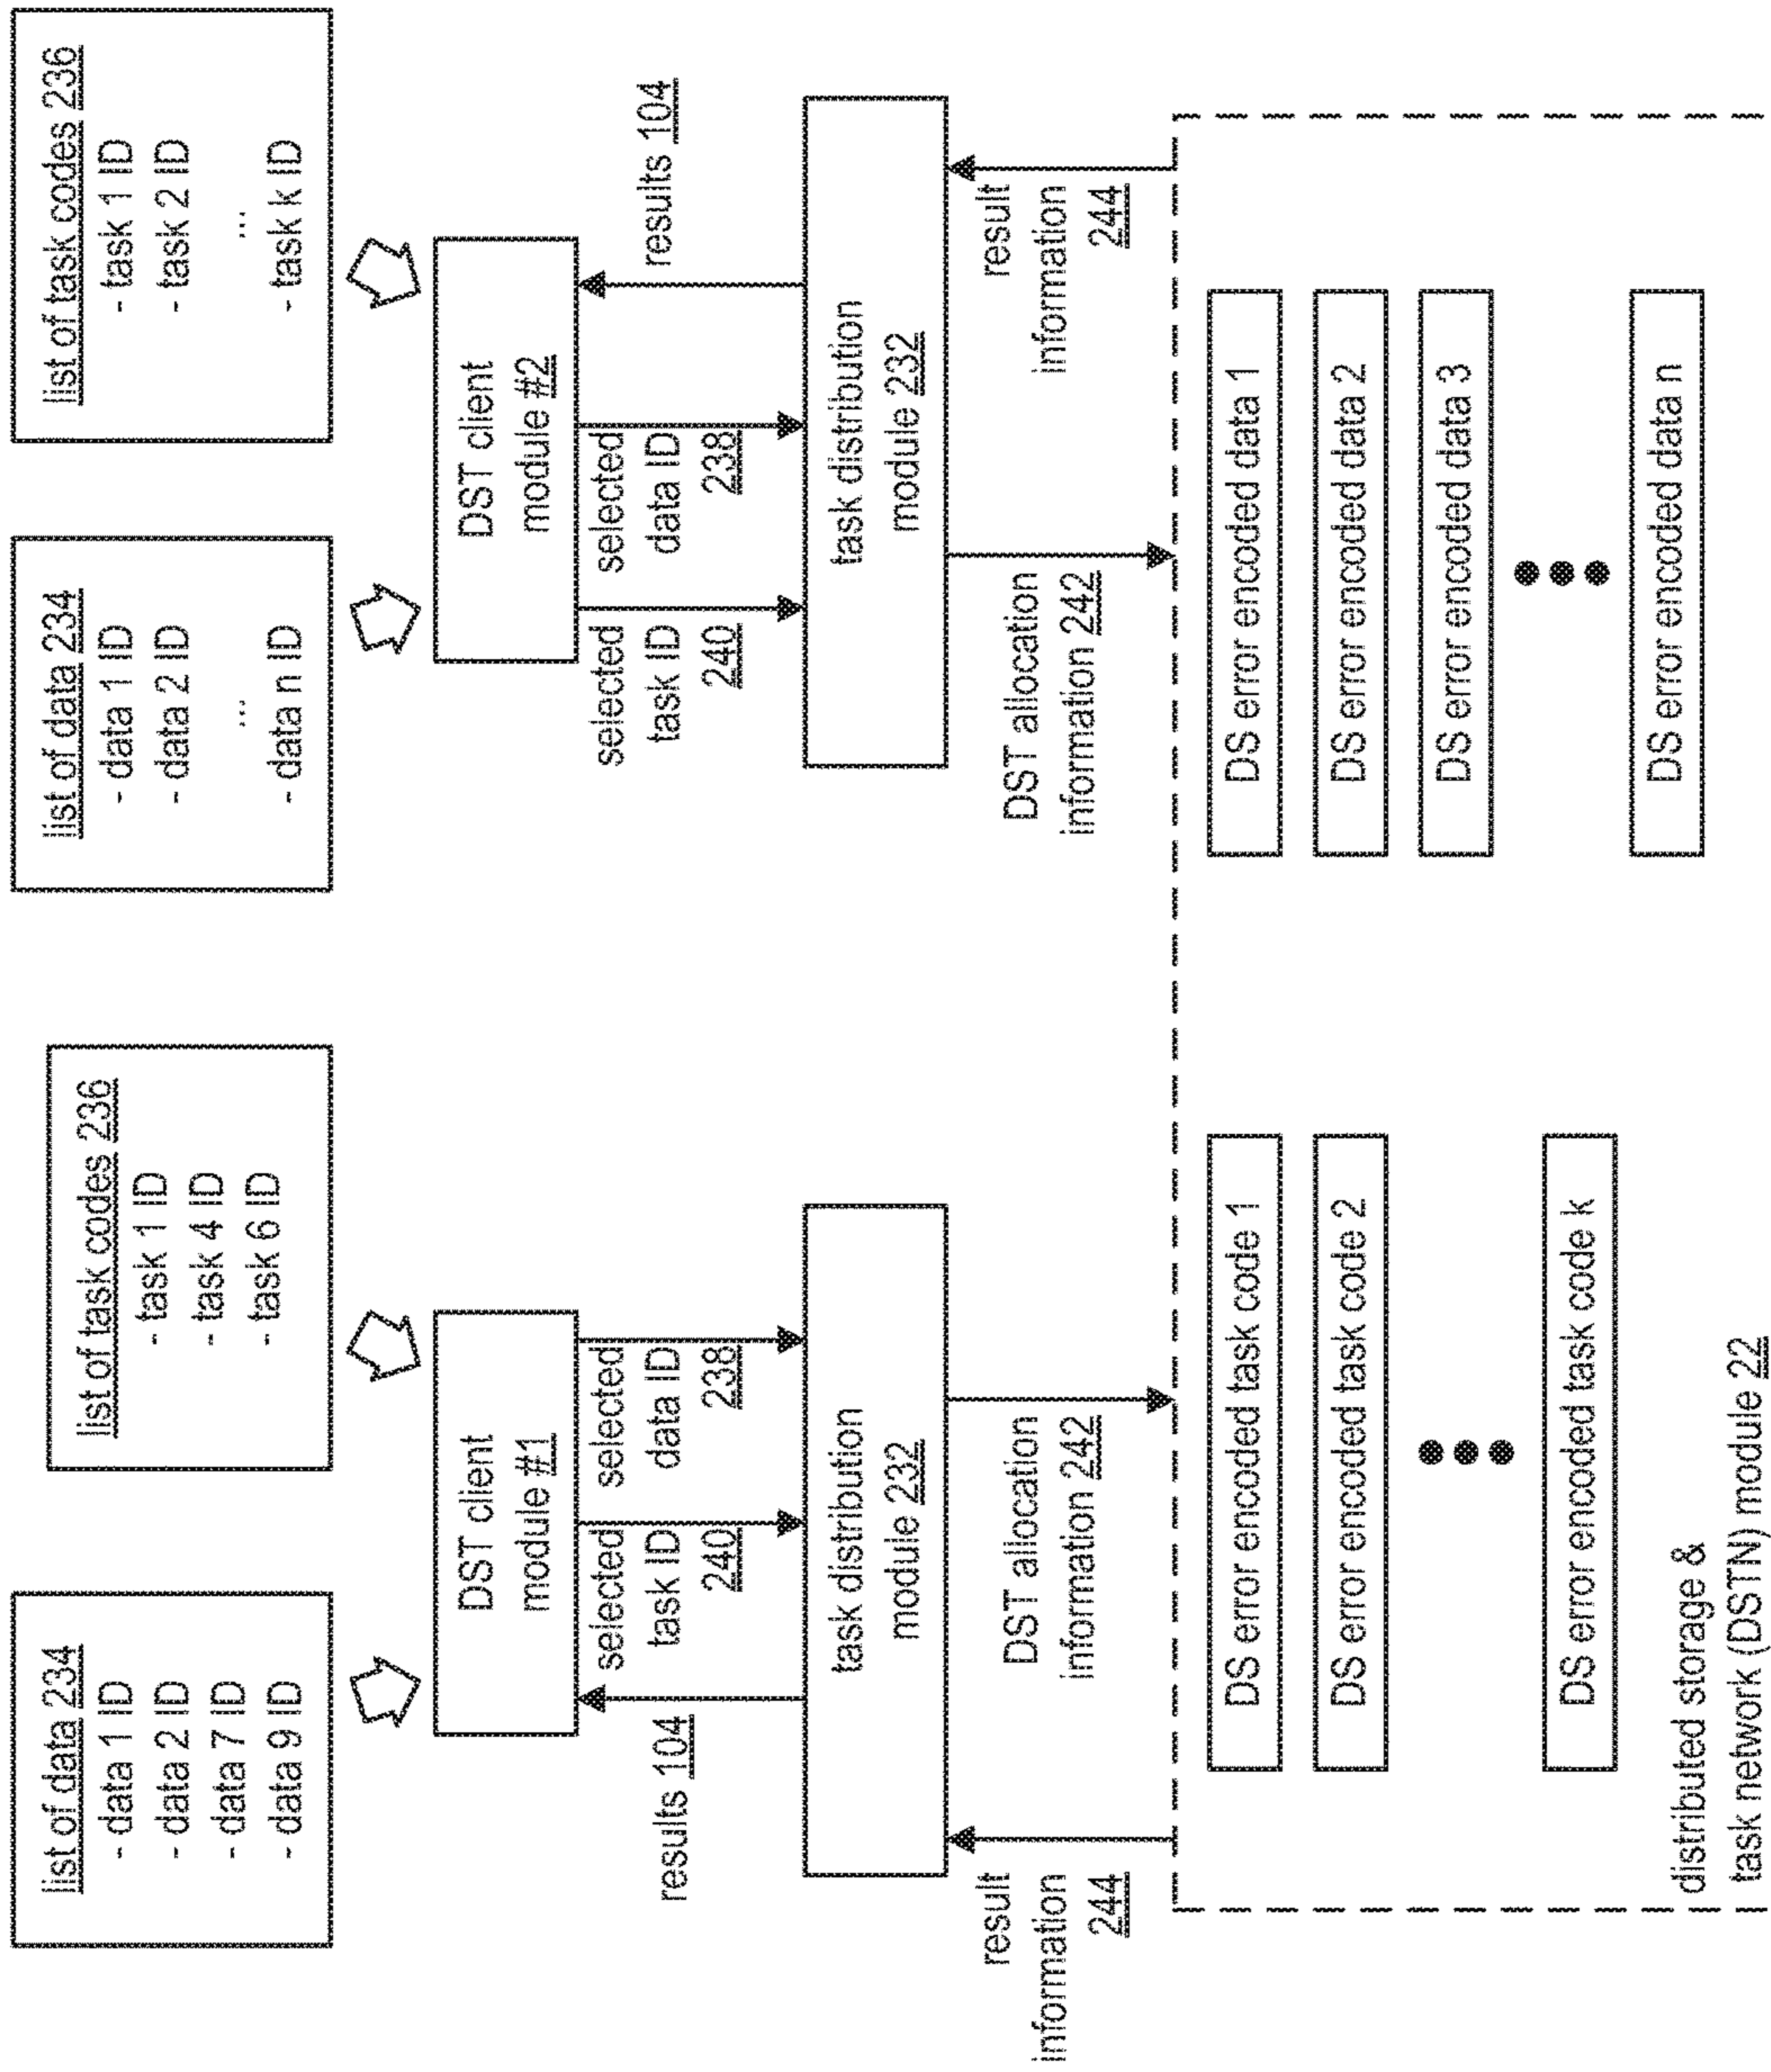 list of data 234
- data 1 ID
- data 2 ID
- data 7 ID
- data 9 ID
list of task codes 236
- task 1 ID
- task 4 ID
- task 6 ID
list of data 234
- data 1 ID
- data 2 ID
...
- data n ID
list of task codes 236
- task 1 ID
- task 2 ID
...
- task k ID
DST client
module #1
DST client
module #2
results 104
selected
task ID
240
selected
data ID
238
selected
task ID
240
selected
data ID
238
results 104
task distribution
module 232
task distribution
module 232
result
information
244
DST allocation
information 242
DST allocation
information 242
result
information
244
DS error encoded task code 1
DS error encoded task code 2
DS error encoded task code k
DS error encoded data 1
DS error encoded data 2
DS error encoded data 3
DS error encoded data n
distributed storage &
task network (DSTN) module 22